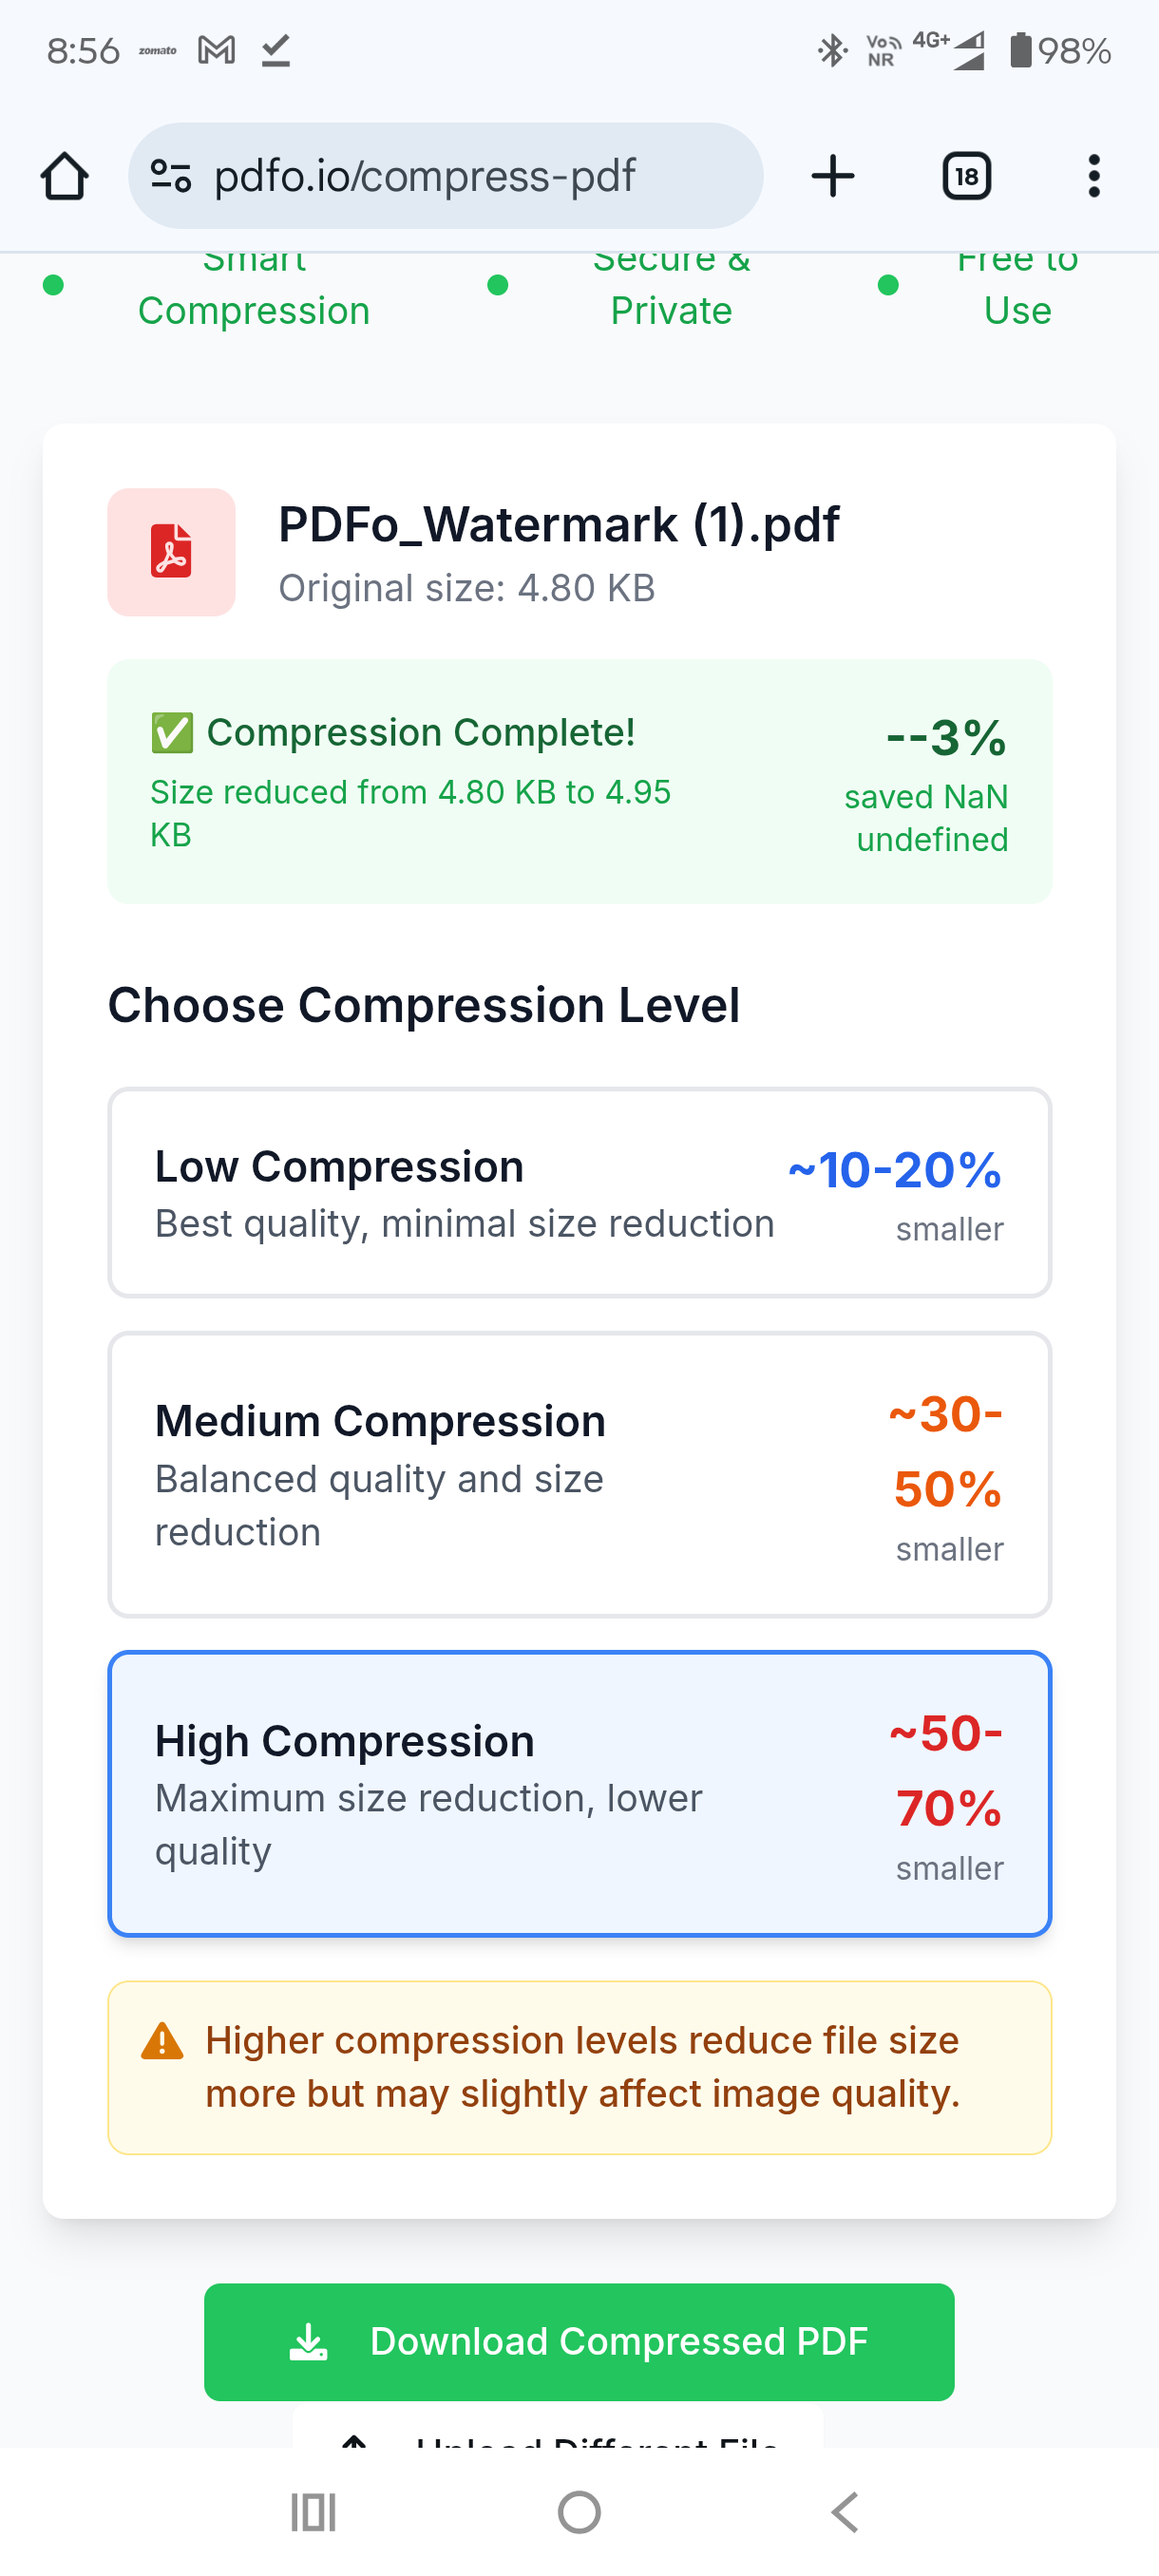 8:56 zomato Vo NR 4G+ 98%
pdfo.io/compress-pdf 18
Smart Secure & Free to
Compression Private Use
PDFo_Watermark (1).pdf
Original size: 4.80 KB
✅ Compression Complete! --3%
Size reduced from 4.80 KB to 4.95 saved NaN
KB undefined
Choose Compression Level
Low Compression ~10-20%
Best quality, minimal size reduction smaller
Medium Compression ~30-
Balanced quality and size 50%
reduction smaller
High Compression ~50-
Maximum size reduction, lower 70%
quality smaller
Higher compression levels reduce file size
more but may slightly affect image quality.
Download Compressed PDF
Upload Different File